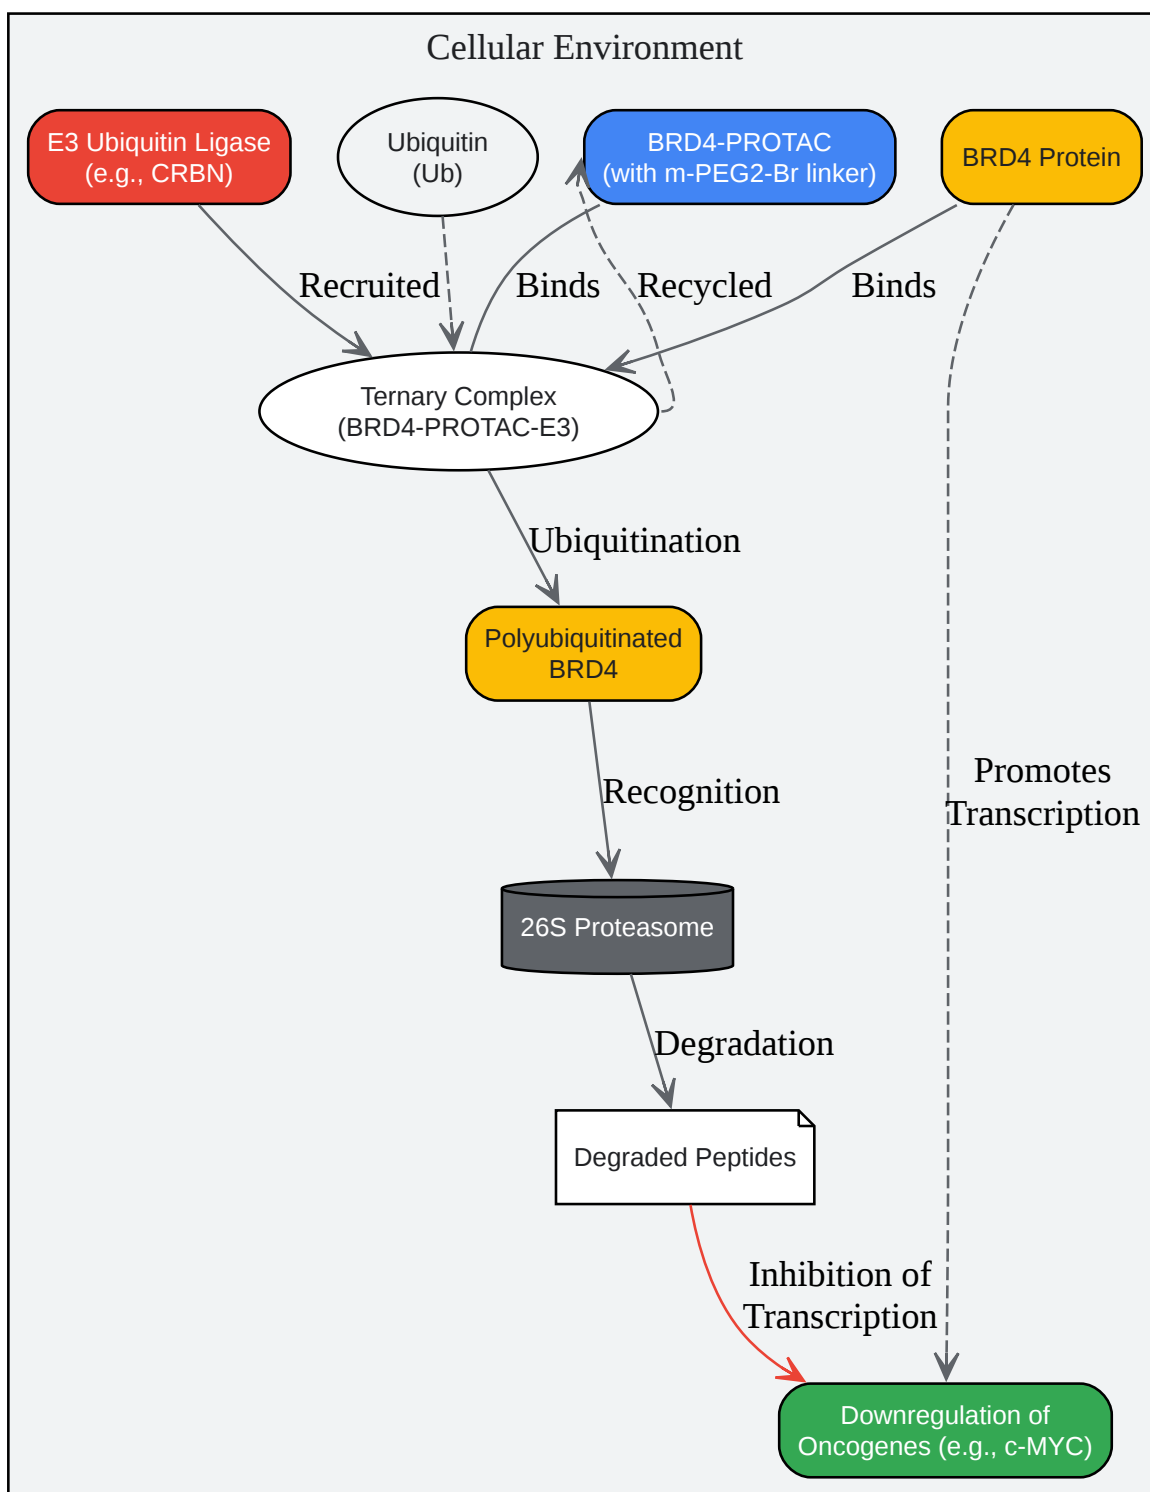 Cellular Environment
E3 Ubiquitin Ligase
(e.g., CRBN)
Ubiquitin
(Ub)
BRD4-PROTAC
(with m-PEG2-Br linker)
BRD4 Protein
Recruited
Binds
Recycled
Binds
Ternary Complex
(BRD4-PROTAC-E3)
Ubiquitination
Polyubiquitinated
BRD4
Recognition
Promotes
Transcription
26S Proteasome
Degradation
Degraded Peptides
Inhibition of
Transcription
Downregulation of
Oncogenes (e.g., c-MYC)